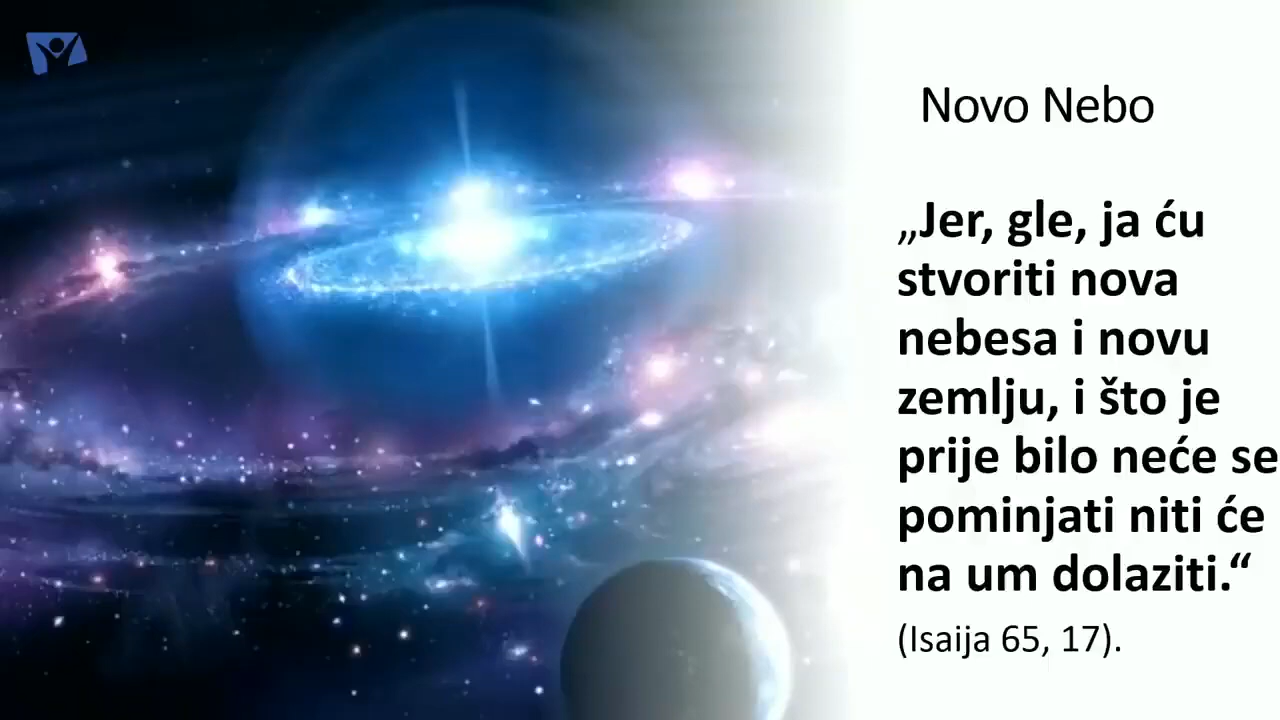 Novo Nebo
„Jer, gle, ja ću
stvoriti nova
nebesa i novu
zemlju, i što je
prije bilo neće se
pominjati niti će
na um dolaziti.“
(Isaija 65, 17).